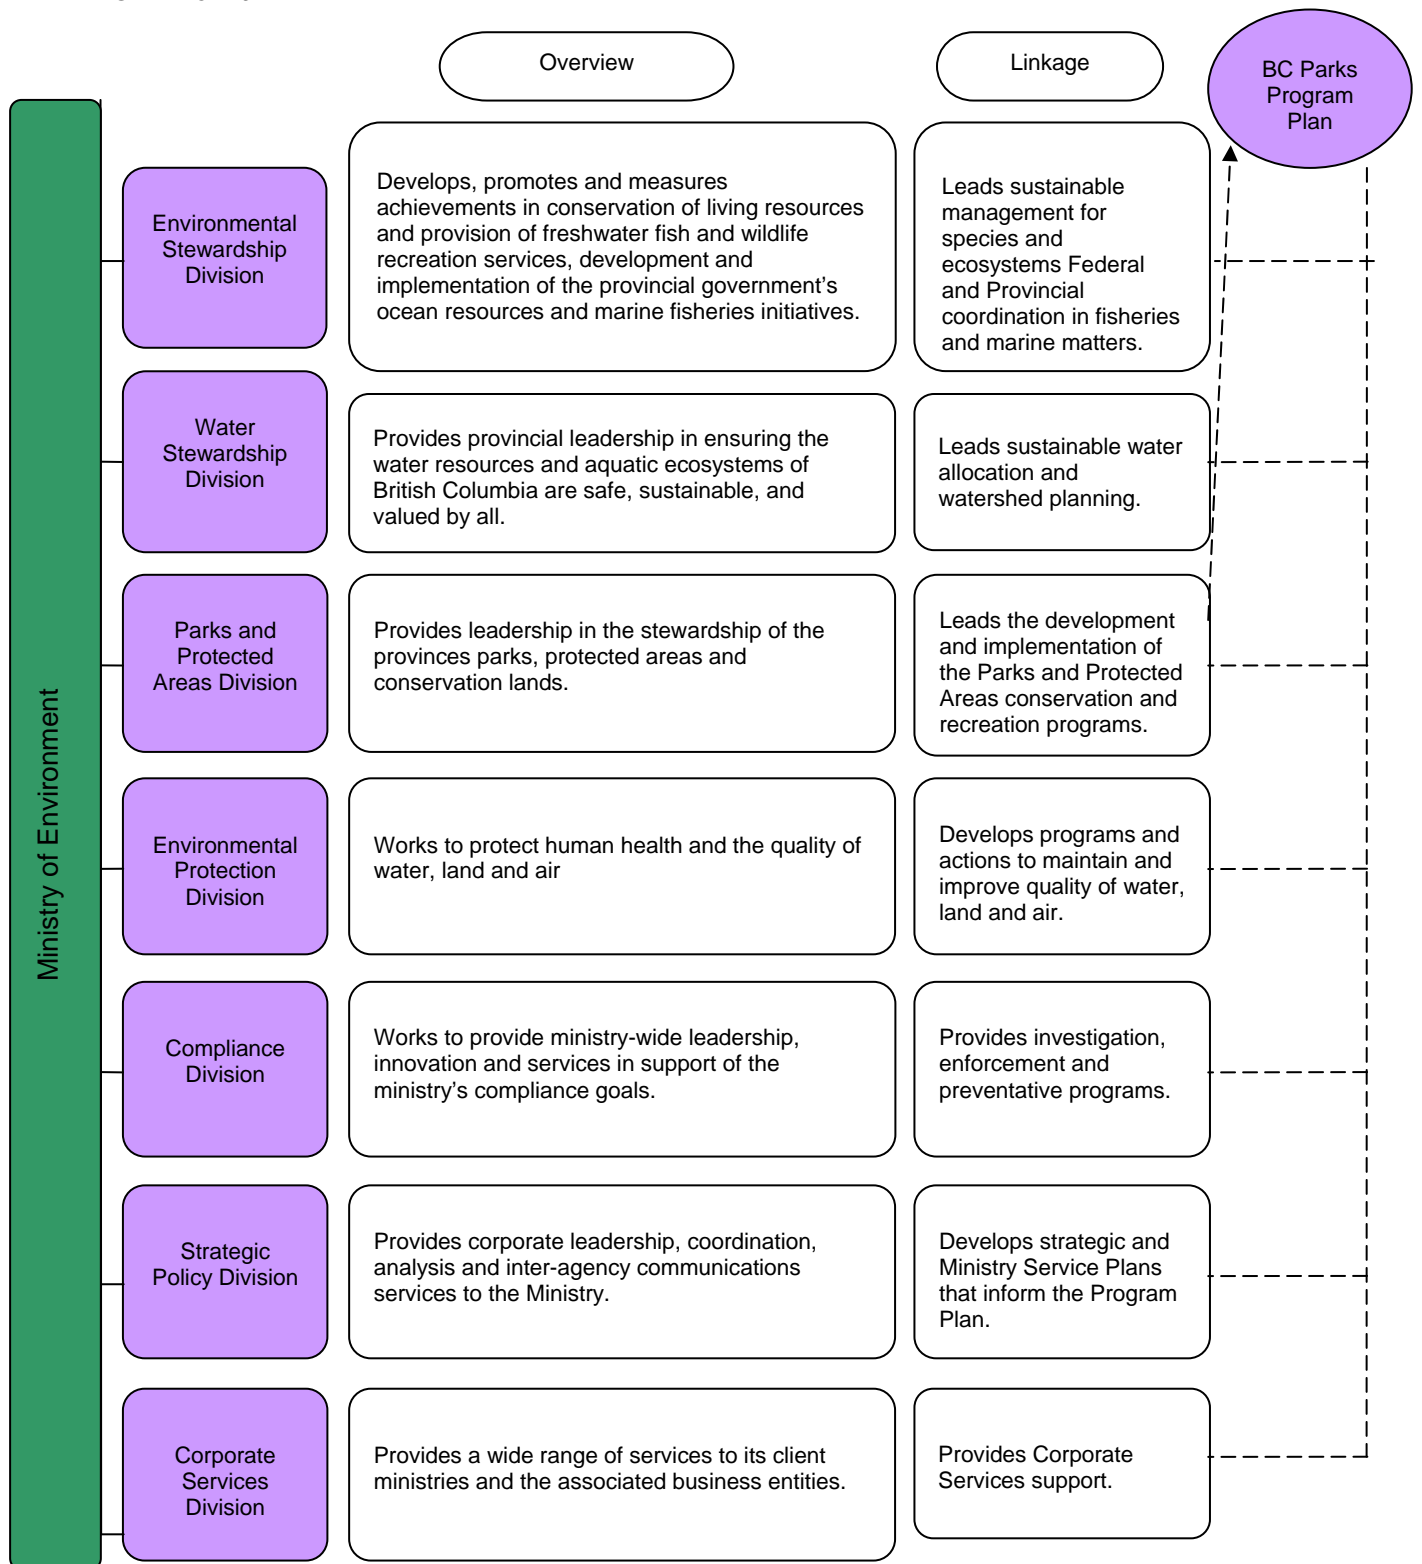 Overview
Linkage
BC Parks
Program
Plan
Ministry of Environment
Environmental
Stewardship
Division
Develops, promotes and measures
achievements in conservation of living resources
and provision of freshwater fish and wildlife
recreation services, development and
implementation of the provincial government’s
ocean resources and marine fisheries initiatives.
Leads sustainable
management for
species and
ecosystems Federal
and Provincial
coordination in fisheries
and marine matters.
Water
Stewardship
Division
Provides provincial leadership in ensuring the
water resources and aquatic ecosystems of
British Columbia are safe, sustainable, and
valued by all.
Leads sustainable water
allocation and
watershed planning.
Parks and
Protected
Areas Division
Provides leadership in the stewardship of the
provinces parks, protected areas and
conservation lands.
Leads the development
and implementation of
the Parks and Protected
Areas conservation and
recreation programs.
Environmental
Protection
Division
Works to protect human health and the quality of
water, land and air
Develops programs and
actions to maintain and
improve quality of water,
land and air.
Compliance
Division
Works to provide ministry-wide leadership,
innovation and services in support of the
ministry’s compliance goals.
Provides investigation,
enforcement and
preventative programs.
Strategic
Policy Division
Provides corporate leadership, coordination,
analysis and inter-agency communications
services to the Ministry.
Develops strategic and
Ministry Service Plans
that inform the Program
Plan.
Corporate
Services
Division
Provides a wide range of services to its client
ministries and the associated business entities.
Provides Corporate
Services support.